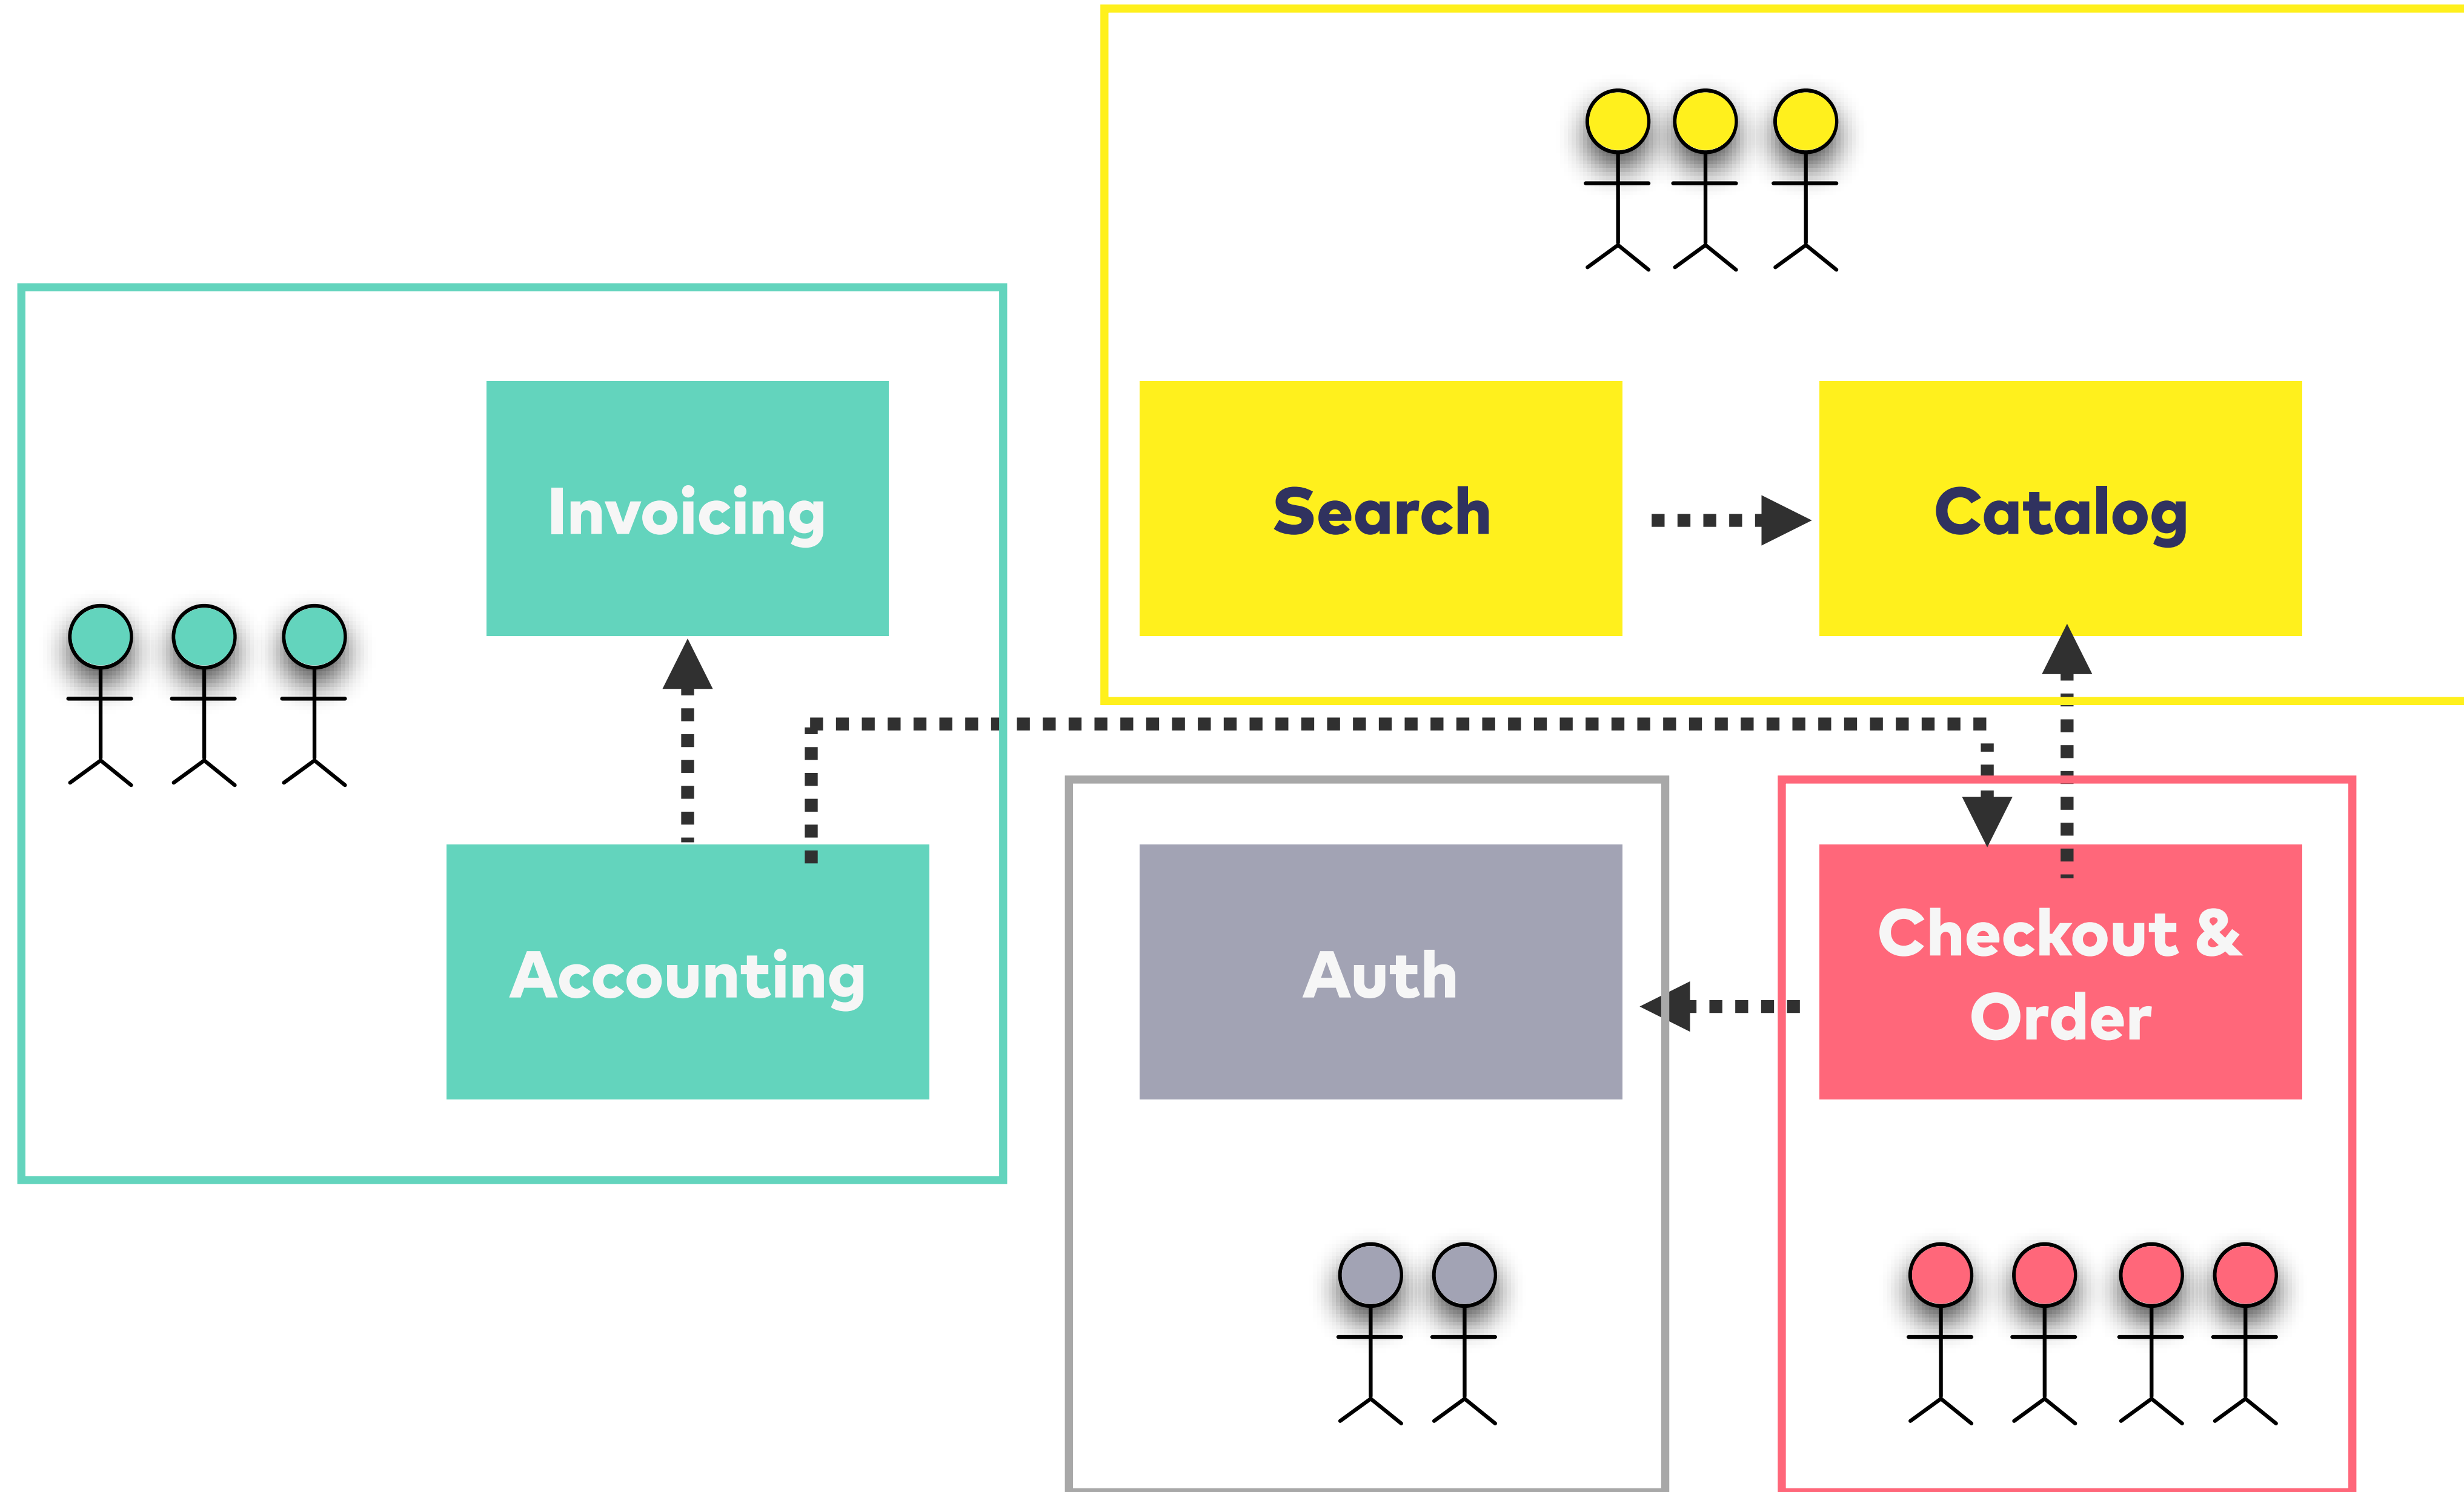 Invoicing
Search
Catalog
Accounting
Auth
Checkout &
Order